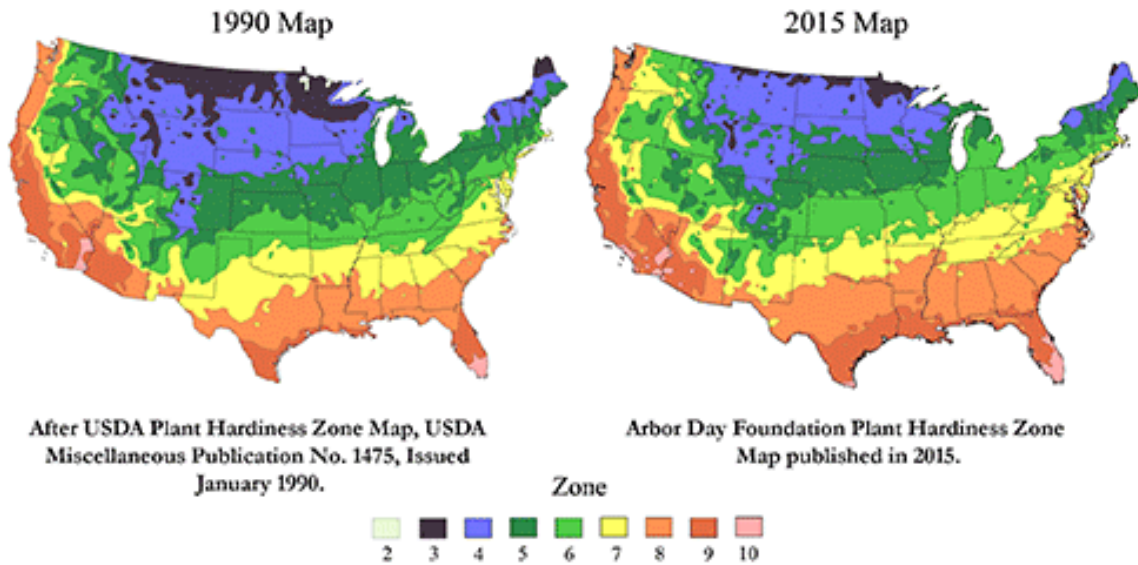 1990 Map
2015 Map
After USDA Plant Hardiness Zone Map, USDA
Miscellaneous Publication No. 1475, Issued
January 1990.
Arbor Day Foundation Plant Hardiness Zone
Map published in 2015.
Zone
2 3 4 5 6 7 8 9 10